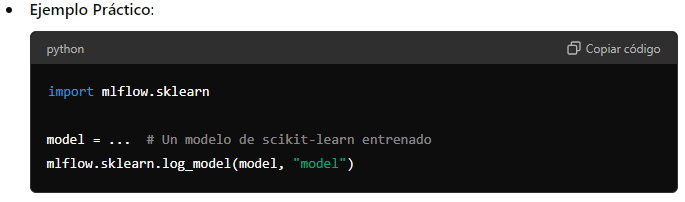 Ejemplo Práctico:
python
Copiar código
import mlflow.sklearn
model = ...  # Un modelo de scikit-learn entrenado
mlflow.sklearn.log_model(model, "model")